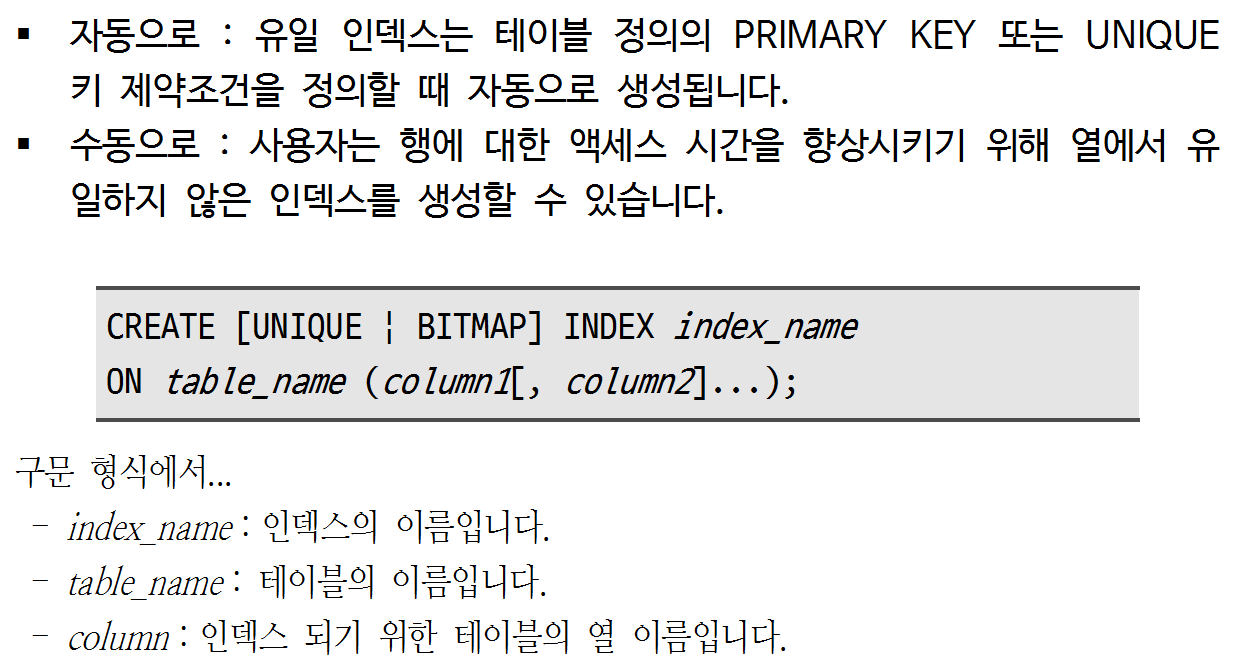 ▪ 자동으로 : 유일 인덱스는 테이블 정의의 PRIMARY KEY 또는 UNIQUE
키 제약조건을 정의할 때 자동으로 생성됩니다.
▪ 수동으로 : 사용자는 행에 대한 액세스 시간을 향상시키기 위해 열에서 유
일하지 않은 인덱스를 생성할 수 있습니다.
CREATE [UNIQUE ¦ BITMAP] INDEX index_name
ON table_name (column1[, column2]...);
구문 형식에서...
– index_name : 인덱스의 이름입니다.
– table_name : 테이블의 이름입니다.
– column : 인덱스 되기 위한 테이블의 열 이름입니다.